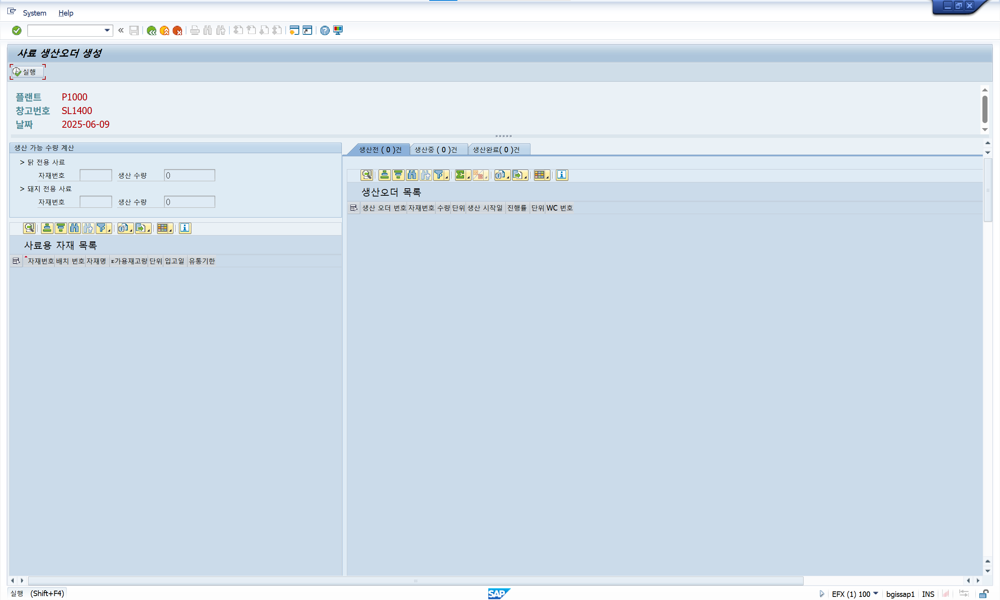 System Help
사료 생산오더 생성
실행
플랜트 P1000
창고번호 SL1400
날짜 2025-06-09
생산 가능 수량 계산
> 닭 전용 사료
자재번호 생산 수량 0
> 돼지 전용 사료
자재번호 생산 수량 0
사료용 자재 목록
자재번호 배치 번호 자재명 가용재고량 단위 입고일 유통기한
생산전 ( 0 )건 생산중 ( 0 )건 생산완료( 0 )건
생산오더 목록
생산 오더 번호 자재번호 수량 단위 생산 시작일 진행률 단위 WC 번호
실행 (Shift+F4)
SAP
EFX (1) 100 bgissap1 INS